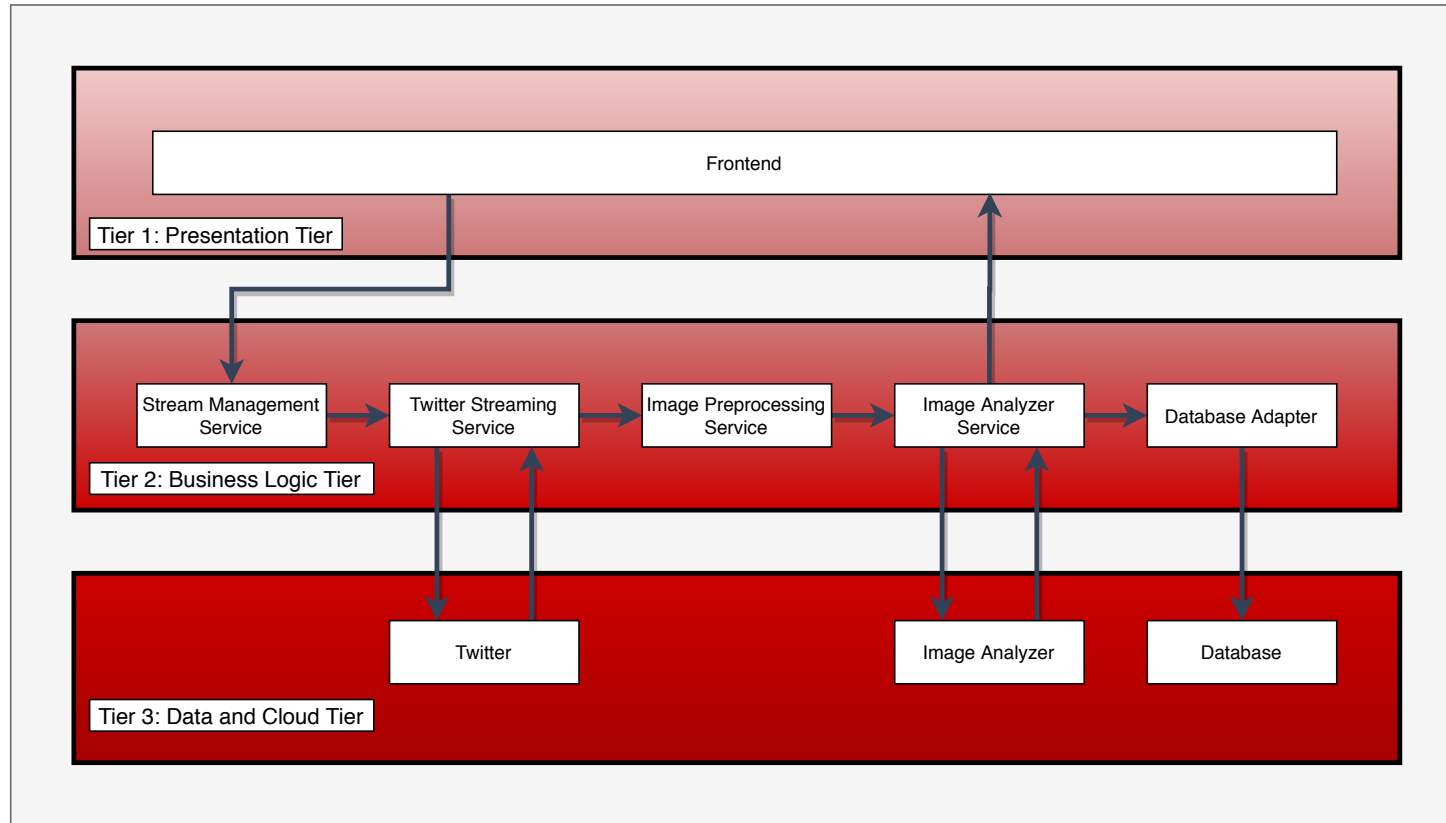 Frontend
Tier 1: Presentation Tier
Stream Management
Service
Twitter Streaming
Service
Image Preprocessing
Service
Image Analyzer
Service
Database Adapter
Tier 2: Business Logic Tier
Twitter
Image Analyzer
Database
Tier 3: Data and Cloud Tier